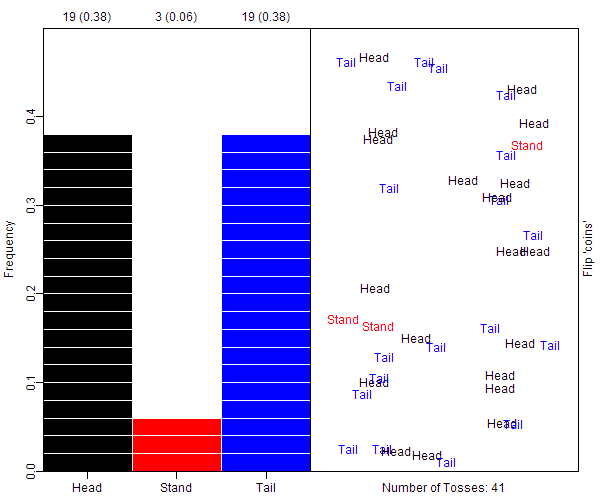 19 (0.38)
3 (0.06)
19 (0.38)
Frequency
0.4
0.3
0.2
0.1
0.0
Head
Stand
Tail
Head
Tail
Tail
Tail
Tail
Head
Tail
Head
Head
Head
Stand
Tail
Head
Head
Tail
Head
Tail
Tail
Head
Head
Head
Stand
Stand
Tail
Head
Head
Tail
Tail
Tail
Head
Tail
Head
Head
Tail
Head
Tail
Tail
Tail
Head
Head
Tail
Number of Tosses: 41
Flip 'coins'